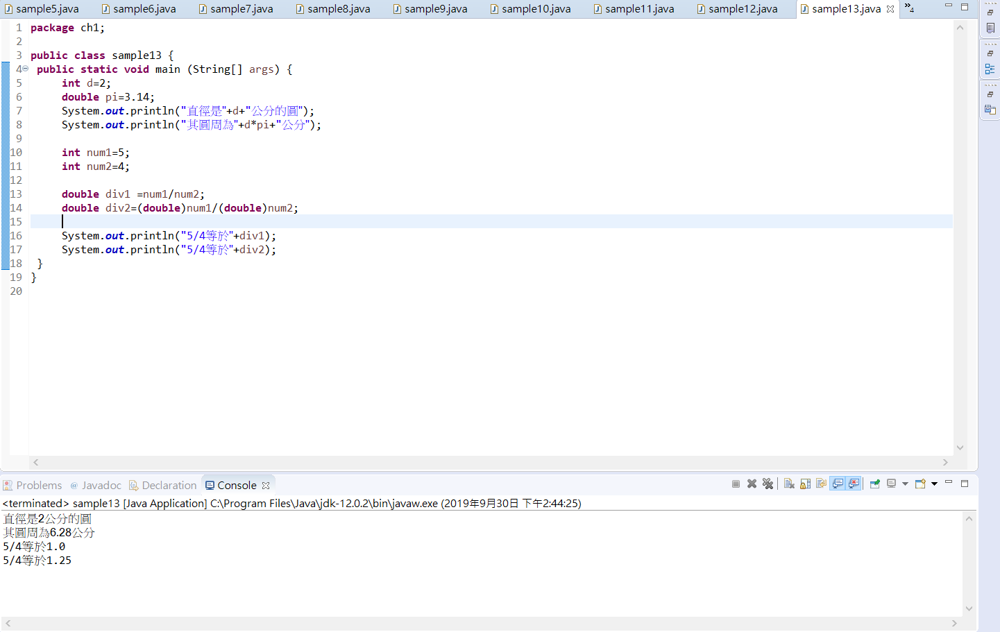 sample5.java sample6.java sample7.java sample8.java sample9.java sample10.java sample11.java sample12.java sample13.java »4
1 package ch1;
2
3 public class sample13 {
4 public static void main (String[] args) {
5 int d=2;
6 double pi=3.14;
7 System.out.println("直徑是"+d+"公分的圓");
8 System.out.println("其圓周為"+d*pi+"公分");
9
10 int num1=5;
11 int num2=4;
12
13 double div1 =num1/num2;
14 double div2=(double)num1/(double)num2;
15
16 System.out.println("5/4等於"+div1);
17 System.out.println("5/4等於"+div2);
18 }
19 }
20
Problems @ Javadoc Declaration Console
<terminated> sample13 [Java Application] C:\Program Files\Java\jdk-12.0.2\bin\javaw.exe (2019年9月30日 下午2:44:25)
直徑是2公分的圓
其圓周為6.28公分
5/4等於1.0
5/4等於1.25